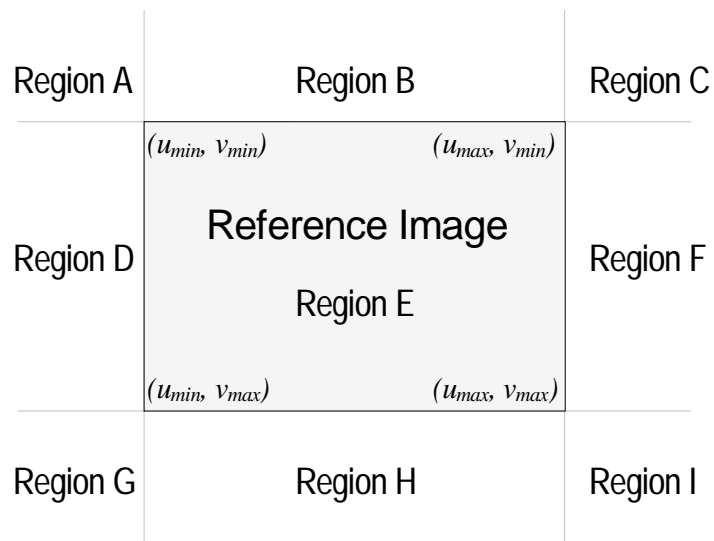 Region A Region B Region C
(umin, vmin) (umax, vmin)
Reference Image
Region D Region F
Region E
(umin, vmax) (umax, vmax)
Region G Region H Region I